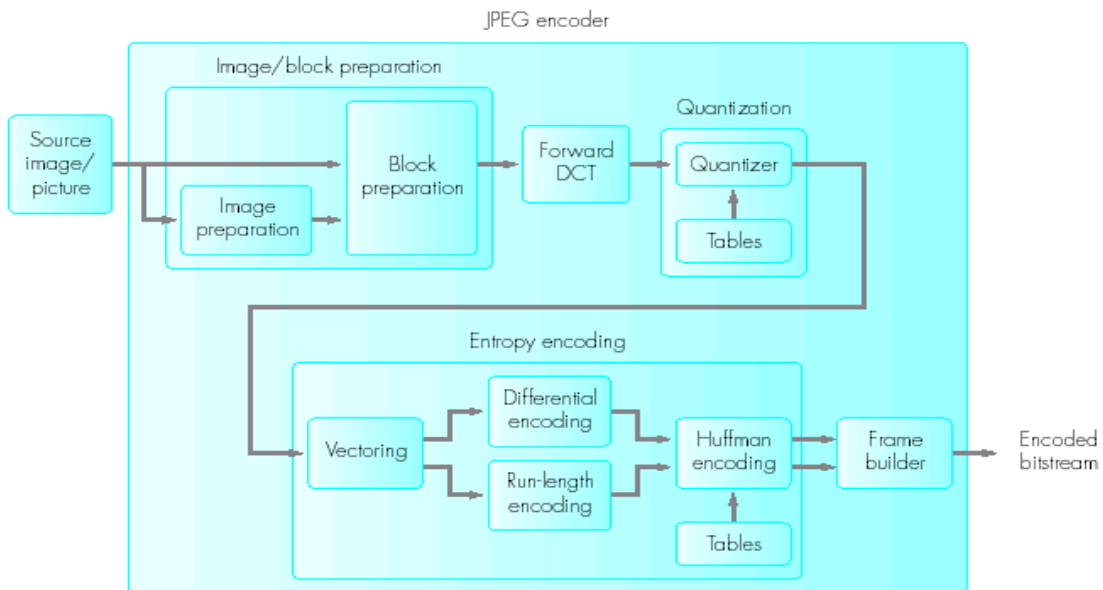 JPEG encoder
Image/block preparation
Source
image/
picture
Image
preparation
Block
preparation
Forward
DCT
Quantization
Quantizer
Tables
Entropy encoding
Vectoring
Differential
encoding
Run-length
encoding
Huffman
encoding
Tables
Frame
builder
Encoded
bitstream